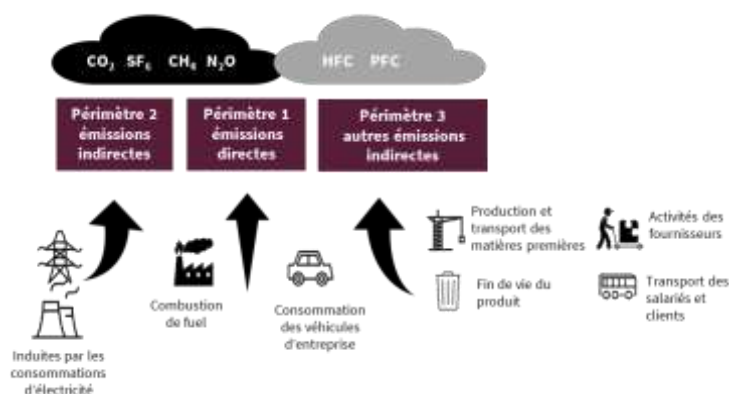 CO₂ SF₆ CH₄ N₂O
HFC PFC
Périmètre 2
émissions
indirectes
Périmètre 1
émissions
directes
Périmètre 3
autres émissions
indirectes
Induites par les
consommations
d'électricité
Combustion
de fuel
Consommation
des véhicules
d'entreprise
Production et
transport des
matières premières
Activités des
fournisseurs
Fin de vie du
produit
Transport des
salariés et
clients